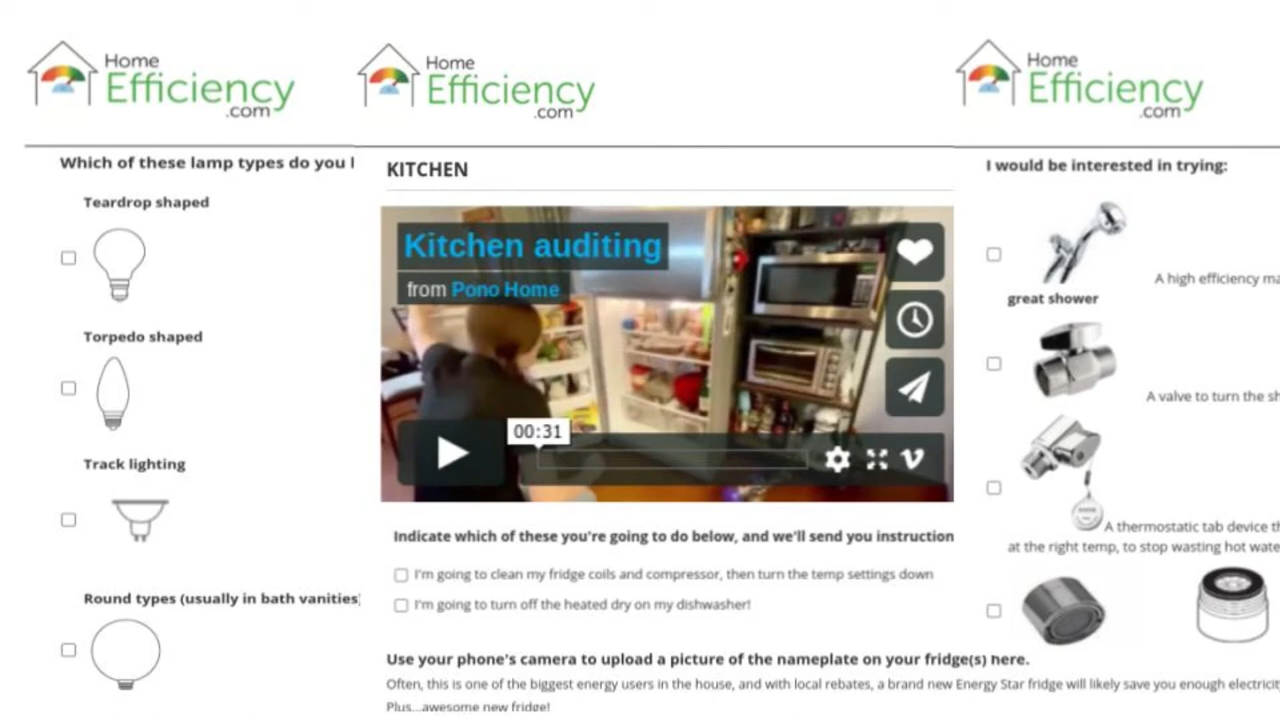 Home
Efficiency
.com
Which of these lamp types do you
Teardrop shaped
Torpedo shaped
Track lighting
Round types (usually in bath vanities
Home
Efficiency
.com
KITCHEN
Kitchen auditing
from Pono Home
00:31
Indicate which of these you're going to do below, and we'll send you instruction
I'm going to clean my fridge coils and compressor, then turn the temp settings down
I'm going to turn off the heated dry on my dishwasher!
Use your phone's camera to upload a picture of the nameplate on your fridge(s) here.
Often, this is one of the biggest energy users in the house, and with local rebates, a brand new Energy Star fridge will likely save you enough electricit
Plus...awesome new fridge!
Home
Efficiency
.com
I would be interested in trying:
A high efficiency ma
great shower
A valve to turn the sh
A thermostatic tab device th
at the right temp, to stop wasting hot wate